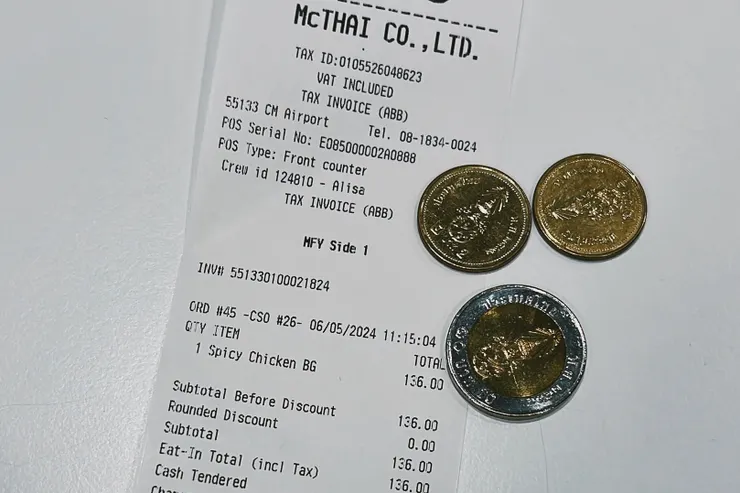 McTHAI CO.,LTD.
TAX ID:0105526048623
VAT INCLUDED
TAX INVOICE (ABB)
55133 CM Airport Tel. 08-1834-0024
POS Serial No: E085000002A0888
POS Type: Front counter
Crew id 124810 - Alisa
TAX INVOICE (ABB)
MFY Side 1
INV# 551330100021824
ORD #45 -CSO #26- 06/05/2024 11:15:04
QTY ITEM TOTAL
1 Spicy Chicken BG 136.00
Subtotal Before Discount 136.00
Rounded Discount 0.00
Subtotal 136.00
Eat-In Total (incl Tax) 136.00
Cash Tendered